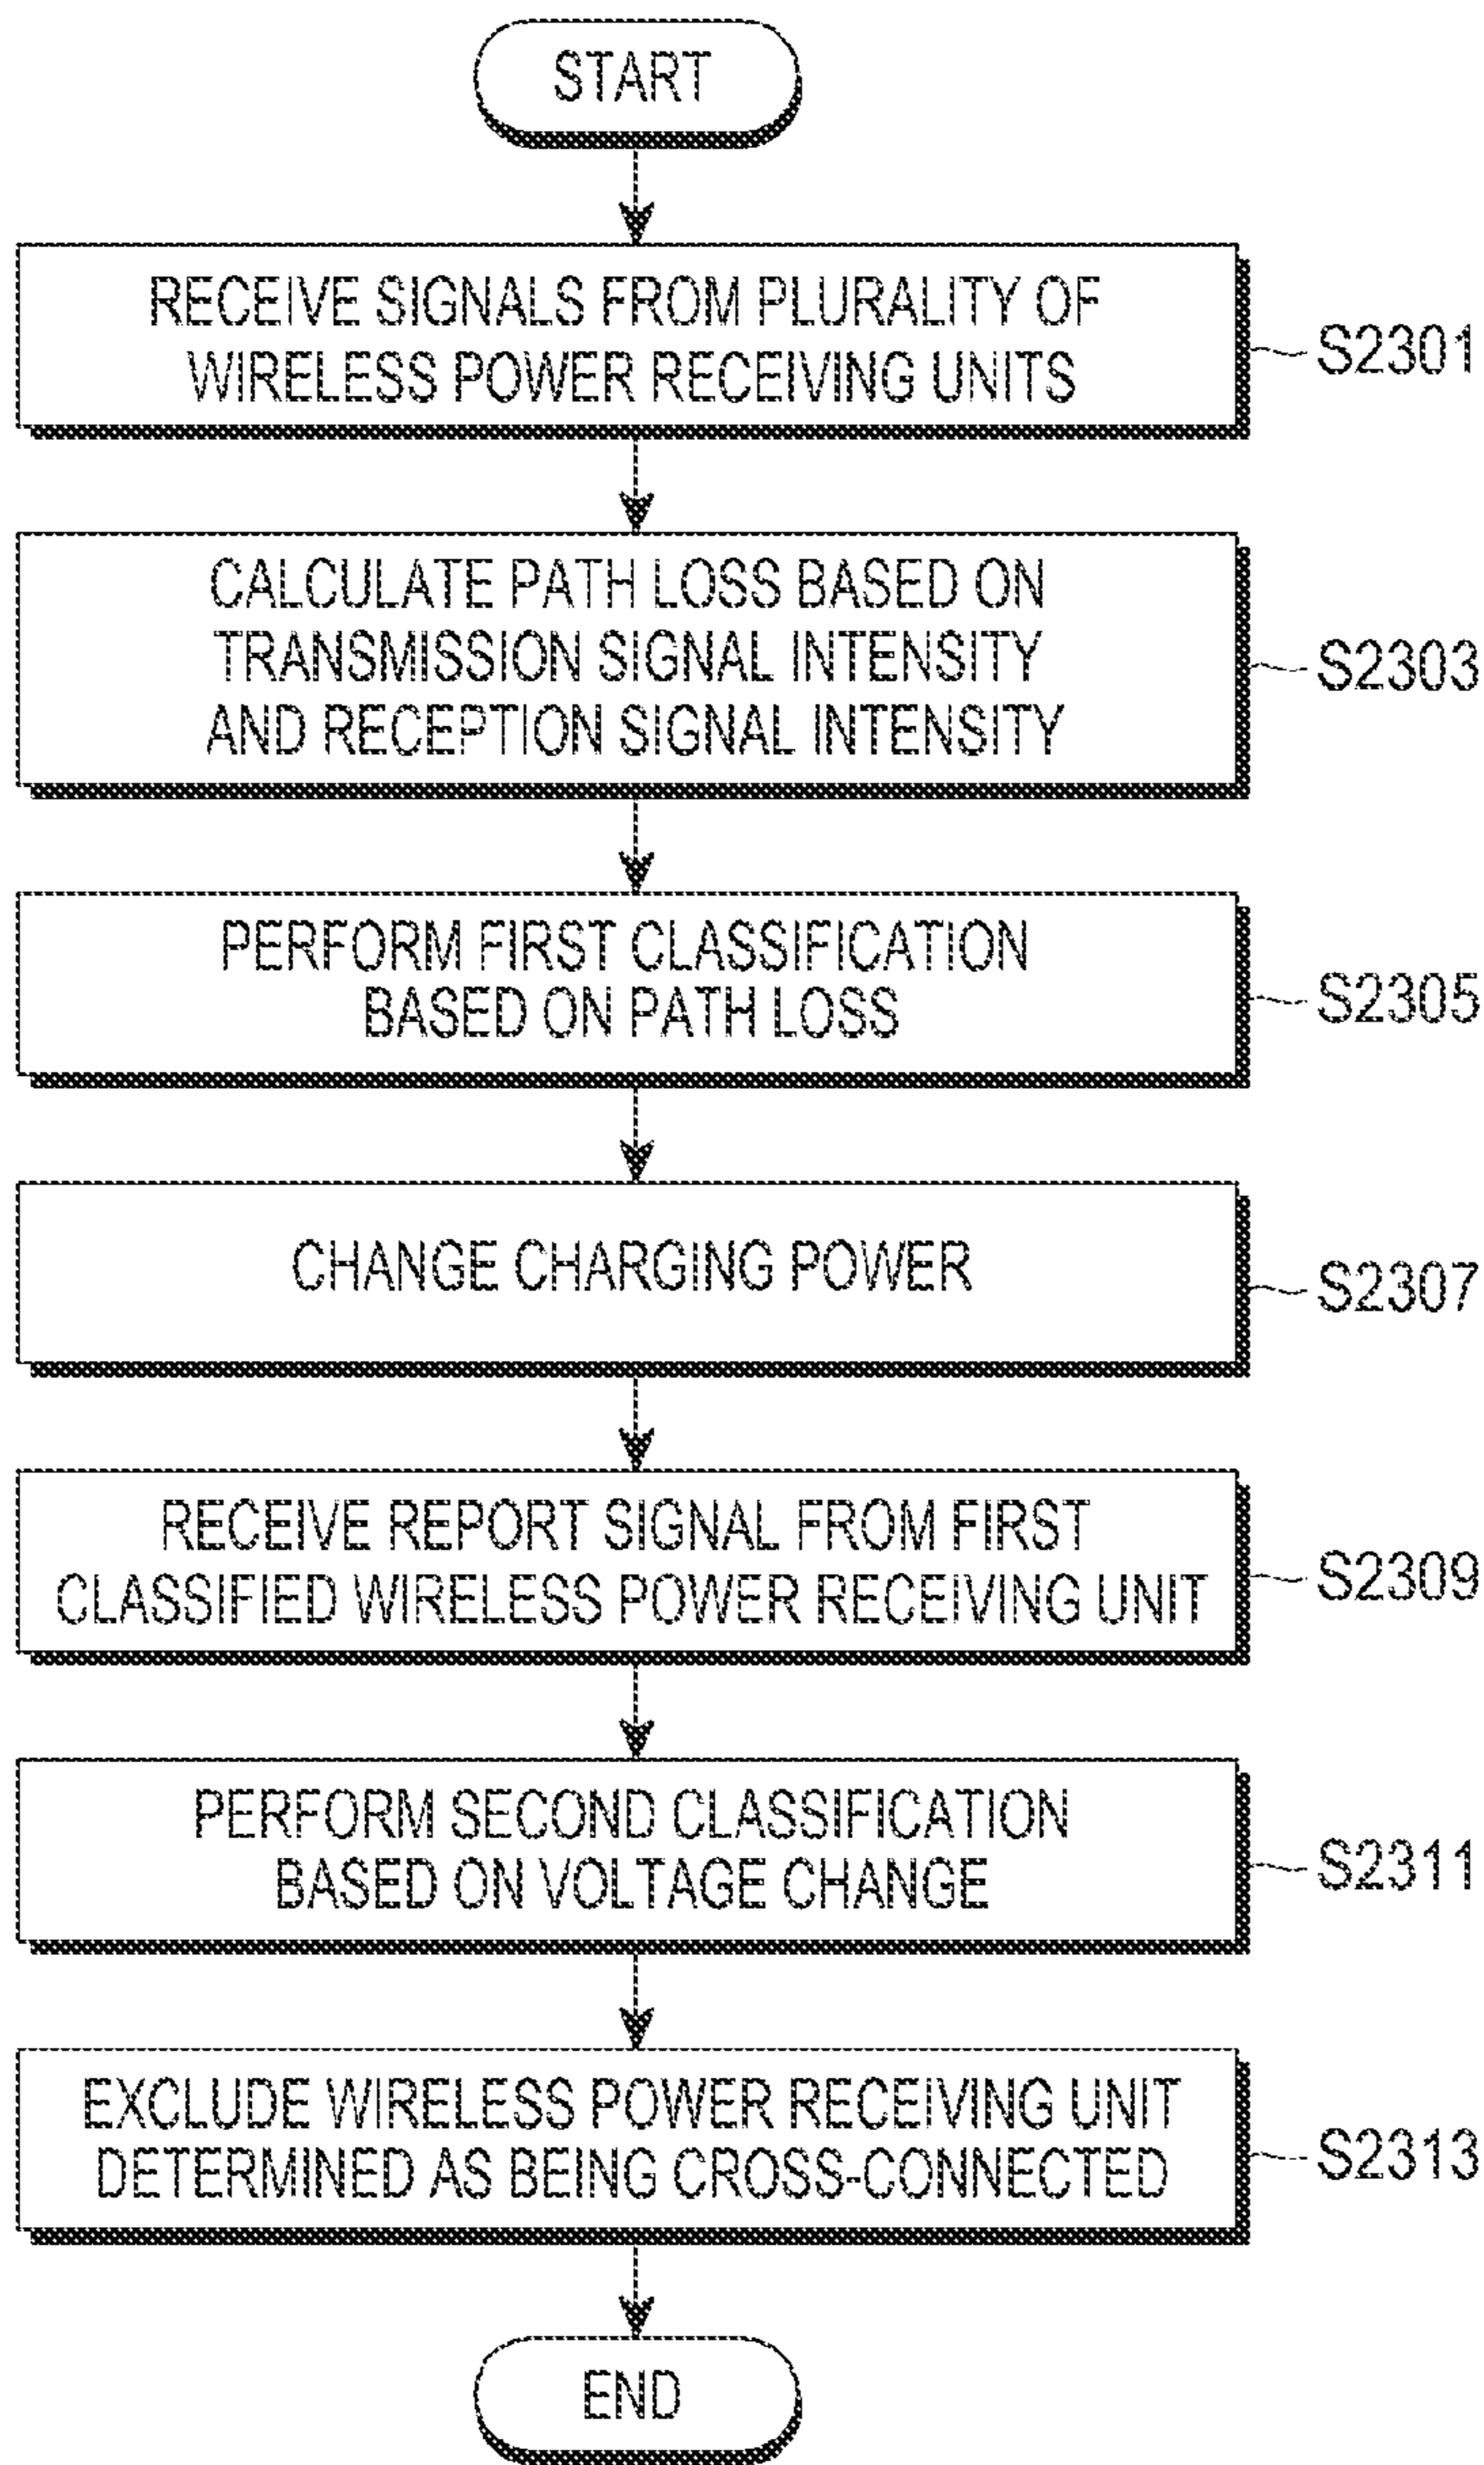 START
RECEIVE SIGNALS FROM PLURALITY OF
WIRELESS POWER RECEIVING UNITS
S2301
CALCULATE PATH LOSS BASED ON
TRANSMISSION SIGNAL INTENSITY
AND RECEPTION SIGNAL INTENSITY
S2303
PERFORM FIRST CLASSIFICATION
BASED ON PATH LOSS
S2305
CHANGE CHARGING POWER
S2307
RECEIVE REPORT SIGNAL FROM FIRST
CLASSIFIED WIRELESS POWER RECEIVING UNIT
S2309
PERFORM SECOND CLASSIFICATION
BASED ON VOLTAGE CHANGE
S2311
EXCLUDE WIRELESS POWER RECEIVING UNIT
DETERMINED AS BEING CROSS-CONNECTED
S2313
END